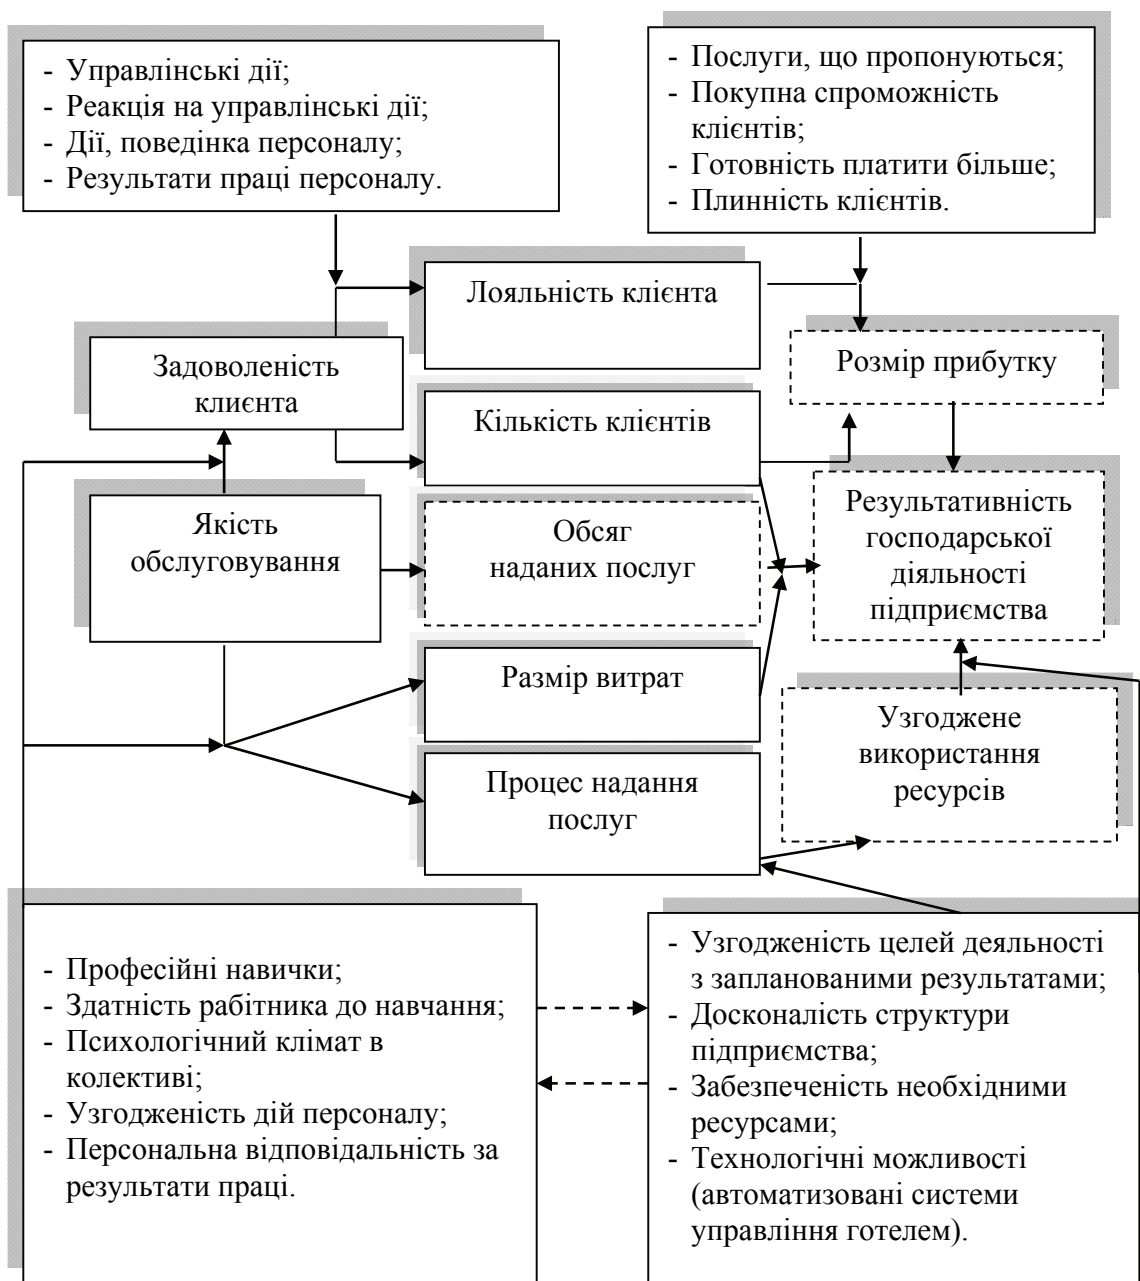 - Управлінські дії;
- Реакція на управлінські дії;
- Дії, поведінка персоналу;
- Результати праці персоналу.
- Послуги, що пропонуються;
- Покупна спроможність
клієнтів;
- Готовність платити більше;
- Плинність клієнтів.
Лояльність клієнта
Задоволеність
клиєнта
Розмір прибутку
Кількість клієнтів
Якість
обслуговування
Обсяг
наданих послуг
Результативність
господарської
діяльності
підприємства
Размір витрат
Узгоджене
використання
ресурсів
Процес надання
послуг
- Професійні навички;
- Здатність рабітника до навчання;
- Психологічний клімат в
колективі;
- Узгодженість дій персоналу;
- Персональна відповідальність за
результати праці.
- Узгодженість целей деяльності
з запланованими результатами;
- Досконалість структури
підприємства;
- Забезпеченість необхідними
ресурсами;
- Технологічні можливості
(автоматизовані системи
управління готелем).